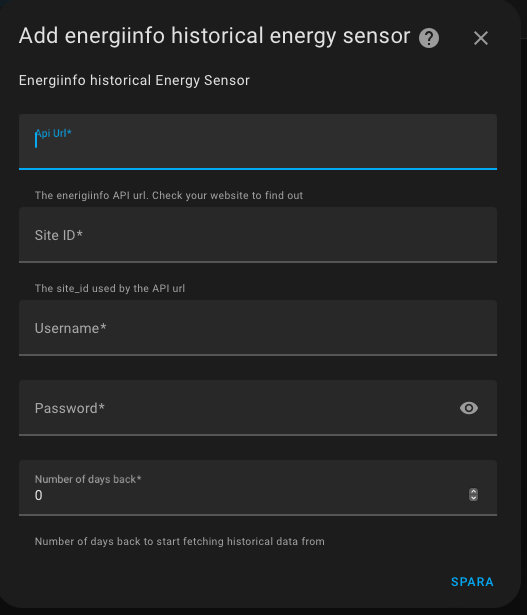 Add energiinfo historical energy sensor
Energiinfo historical Energy Sensor
Api Url*
The enerigiinfo API url. Check your website to find out
Site ID*
The site_id used by the API url
Username*
Password*
Number of days back*
0
Number of days back to start fetching historical data from
SPARA